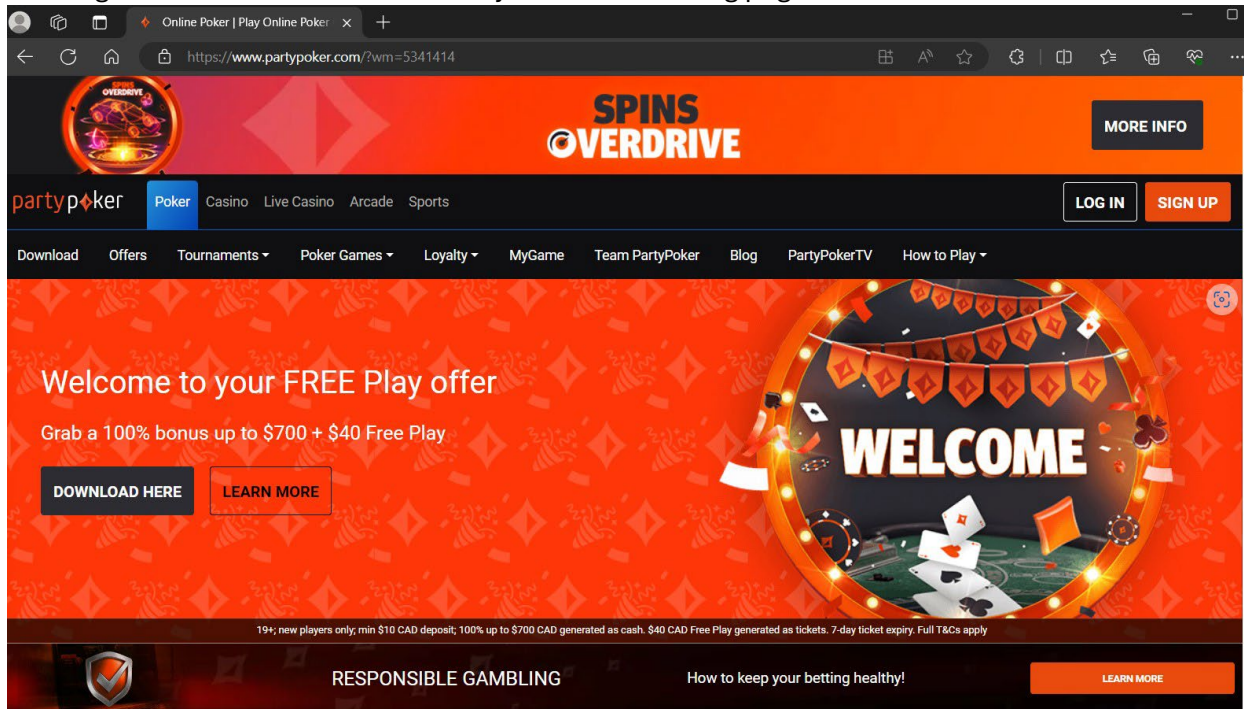 Online Poker | Play Online Poker
https://www.partypoker.com/?wm=5341414
SPINS
OVERDRIVE
SPINS
OVERDRIVE
MORE INFO
partypoker
Poker Casino Live Casino Arcade Sports
LOG IN SIGN UP
Download Offers Tournaments Poker Games Loyalty MyGame Team PartyPoker Blog PartyPokerTV How to Play
Welcome to your FREE Play offer
Grab a 100% bonus up to $700 + $40 Free Play
DOWNLOAD HERE LEARN MORE
WELCOME
19+; new players only; min $10 CAD deposit; 100% up to $700 CAD generated as cash. $40 CAD Free Play generated as tickets. 7-day ticket expiry. Full T&Cs apply
RESPONSIBLE GAMBLING How to keep your betting healthy! LEARN MORE